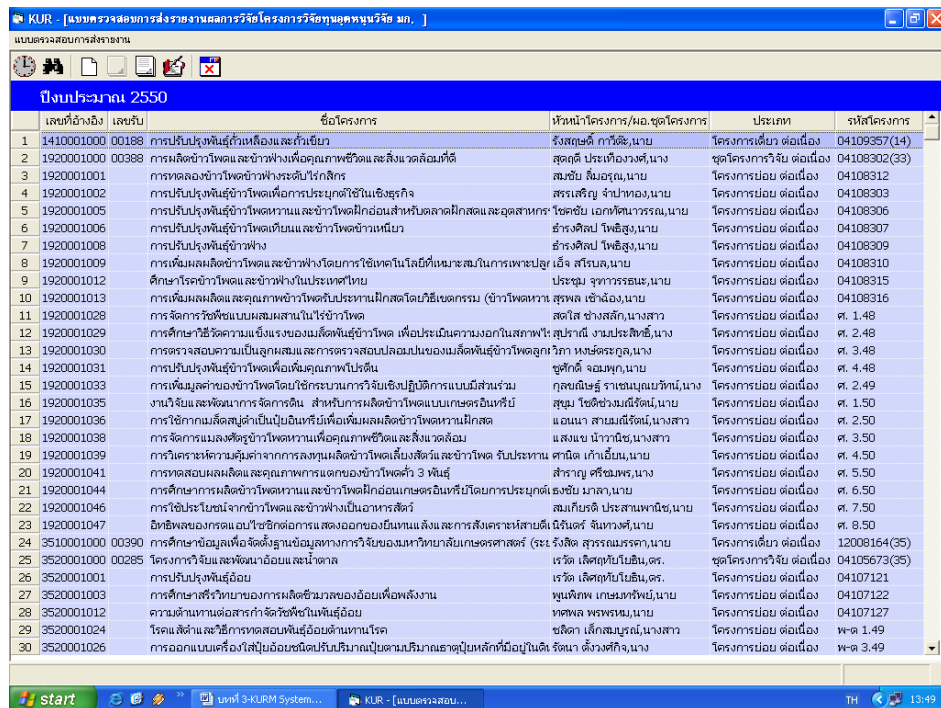 KUR - [แบบตรวจสอบการส่งรายงานผลการวิจัยโครงการวิจัยทุนอุดหนุนวิจัย มก. ]
แบบตรวจสอบการส่งรายงาน
ปีงบประมาณ 2550
เลขที่อ้างอิง เลขรับ ชื่อโครงการ หัวหน้าโครงการ/ผอ.ชุดโครงการ ประเภท รหัสโครงการ
1 1410001000 00188 การปรับปรุงพันธุ์ถั่วเหลืองและถั่วเขียว รังสฤษดิ์ กาวีต๊ะ,นาย โครงการเดี่ยว ต่อเนื่อง 04109357(14)
2 1920001000 00388 การผลิตข้าวโพดและข้าวฟ่างเพื่อคุณภาพชีวิตและสิ่งแวดล้อมที่ดี สุดฤดี ประเทืองวงศ์,นาง ชุดโครงการวิจัย ต่อเนื่อง 04108302(33)
3 1920001001 การทดลองข้าวโพดข้าวฟ่างระดับไร่กสิกร สมชัย ลิ่มอรุณ,นาย โครงการย่อย ต่อเนื่อง 04108312
4 1920001002 การปรับปรุงพันธุ์ข้าวโพดเพื่อการประยุกต์ใช้ในเชิงธุรกิจ สรรเสริญ จำปาทอง,นาย โครงการย่อย ต่อเนื่อง 04108303
5 1920001005 การปรับปรุงพันธุ์ข้าวโพดหวานและข้าวโพดฝักอ่อนสำหรับตลาดฝักสดและอุตสาหกร โชคชัย เอกทัศนาวรรณ,นาย โครงการย่อย ต่อเนื่อง 04108306
6 1920001006 การปรับปรุงพันธุ์ข้าวโพดเทียนและข้าวโพดข้าวเหนียว ธำรงศิลป โพธิสูง,นาย โครงการย่อย ต่อเนื่อง 04108307
7 1920001008 การปรับปรุงพันธุ์ข้าวฟ่าง ธำรงศิลป โพธิสูง,นาย โครงการย่อย ต่อเนื่อง 04108309
8 1920001009 การเพิ่มผลผลิตข้าวโพดและข้าวฟ่างโดยการใช้เทคโนโลยีที่เหมาะสมในการเพาะปลูก เอ็จ สโรบล,นาย โครงการย่อย ต่อเนื่อง 04108310
9 1920001012 ศึกษาโรคข้าวโพดและข้าวฟ่างในประเทศไทย ประชุม จุฑาวรรธนะ,นาย โครงการย่อย ต่อเนื่อง 04108315
10 1920001013 การเพิ่มผลผลิตและคุณภาพข้าวโพดรับประทานฝักสดโดยวิธีเขตกรรม (ข้าวโพดหวาน สุรพล เช้าฉ้อง,นาย โครงการย่อย ต่อเนื่อง 04108316
11 1920001028 การจัดการวัชพืชแบบผสมผสานในไร่ข้าวโพด สดใส ช่างสลัก,นางสาว โครงการย่อย ต่อเนื่อง ศ. 1.48
12 1920001029 การศึกษาวิธีวัดความแข็งแรงของเมล็ดพันธุ์ข้าวโพด เพื่อประเมินความงอกในสภาพไร่ สุปราณี งามประสิทธิ์,นาง โครงการย่อย ต่อเนื่อง ศ. 2.48
13 1920001030 การตรวจสอบความเป็นลูกผสมและการตรวจสอบปลอมปนของเมล็ดพันธุ์ข้าวโพดลูก วิภา หงษ์ตระกูล,นาง โครงการย่อย ต่อเนื่อง ศ. 3.48
14 1920001031 การปรับปรุงพันธุ์ข้าวโพดเพื่อเพิ่มคุณภาพโปรตีน ชูศักดิ์ จอมพุก,นาย โครงการย่อย ต่อเนื่อง ศ. 4.48
15 1920001033 การเพิ่มมูลค่าของข้าวโพดโดยใช้กระบวนการวิจัยเชิงปฏิบัติการแบบมีส่วนร่วม กุลขณิษฐ์ ราเชนบุณยวัทน์,นาง โครงการย่อย ต่อเนื่อง ศ. 2.49
16 1920001035 งานวิจัยและพัฒนาการจัดการดิน สำหรับการผลิตข้าวโพดแบบเกษตรอินทรีย์ สุขุม โชติช่วงมณีรัตน์,นาย โครงการย่อย ต่อเนื่อง ศ. 1.50
17 1920001036 การใช้กากเมล็ดสบู่ดำเป็นปุ๋ยอินทรีย์เพื่อเพิ่มผลผลิตข้าวโพดหวานฝักสด แอนนา สายมณีรัตน์,นางสาว โครงการย่อย ต่อเนื่อง ศ. 2.50
18 1920001038 การจัดการแมลงศัตรูข้าวโพดหวานเพื่อคุณภาพชีวิตและสิ่งแวดล้อม แสงแข น้าวานิช,นางสาว โครงการย่อย ต่อเนื่อง ศ. 3.50
19 1920001039 การวิเคราะห์ความคุ้มค่าจากการลงทุนผลิตข้าวโพดเลี้ยงสัตว์และข้าวโพด รับประทาน ศานิต เก้าเอี้ยน,นาย โครงการย่อย ต่อเนื่อง ศ. 4.50
20 1920001041 การทดสอบผลผลิตและคุณภาพการแตกของข้าวโพดคั่ว 3 พันธุ์ สำราญ ศรีชมพร,นาง โครงการย่อย ต่อเนื่อง ศ. 5.50
21 1920001044 การศึกษาการผลิตข้าวโพดหวานและข้าวโพดฝักอ่อนเกษตรอินทรีย์โดยการประยุกต์ ธงชัย มาลา,นาย โครงการย่อย ต่อเนื่อง ศ. 6.50
22 1920001046 การใช้ประโยชน์จากข้าวโพดและข้าวฟ่างเป็นอาหารสัตว์ สมเกียรติ ประสานพานิช,นาย โครงการย่อย ต่อเนื่อง ศ. 7.50
23 1920001047 อิทธิพลของกรดแอบไซซิกต่อการแสดงออกของยีนทนแล้งและการสังเคราะห์สายดี นิรันดร์ จันทวงศ์,นาย โครงการย่อย ต่อเนื่อง ศ. 8.50
24 3510001000 00390 การศึกษาข้อมูลเพื่อจัดตั้งฐานข้อมูลทางการวิจัยของมหาวิทยาลัยเกษตรศาสตร์ (ระ รังสิต สุวรรณมรรคา,นาย โครงการเดี่ยว ต่อเนื่อง 12008164(35)
25 3520001000 00285 โครงการวิจัยและพัฒนาอ้อยและน้ำตาล เรวัต เลิศฤทัยโยธิน,ดร. ชุดโครงการวิจัย ต่อเนื่อง 04105673(35)
26 3520001001 การปรับปรุงพันธุ์อ้อย เรวัต เลิศฤทัยโยธิน,ดร. โครงการย่อย ต่อเนื่อง 04107121
27 3520001003 การศึกษาสรีรวิทยาของการผลิตชีวมวลของอ้อยเพื่อพลังงาน พูนพิภพ เกษมทรัพย์,นาย โครงการย่อย ต่อเนื่อง 04107122
28 3520001012 ความต้านทานต่อสารกำจัดวัชพืชในพันธุ์อ้อย ทศพล พรพรหม,นาย โครงการย่อย ต่อเนื่อง 04107127
29 3520001024 โรคแส้ดำและวิธีการทดสอบพันธุ์อ้อยต้านทานโรค ชลิดา เล็กสมบูรณ์,นางสาว โครงการย่อย ต่อเนื่อง พ-ต 1.49
30 3520001026 การออกแบบเครื่องใส่ปุ๋ยอ้อยชนิดปรับปริมาณปุ๋ยตามปริมาณธาตุปุ๋ยหลักที่มีอยู่ในดิน รัตนา ตั้งวงศ์กิจ,นาง โครงการย่อย ต่อเนื่อง พ-ต 3.49
start บทที่ 3-KURM System... KUR - [แบบตรวจสอบ... TH 13:49